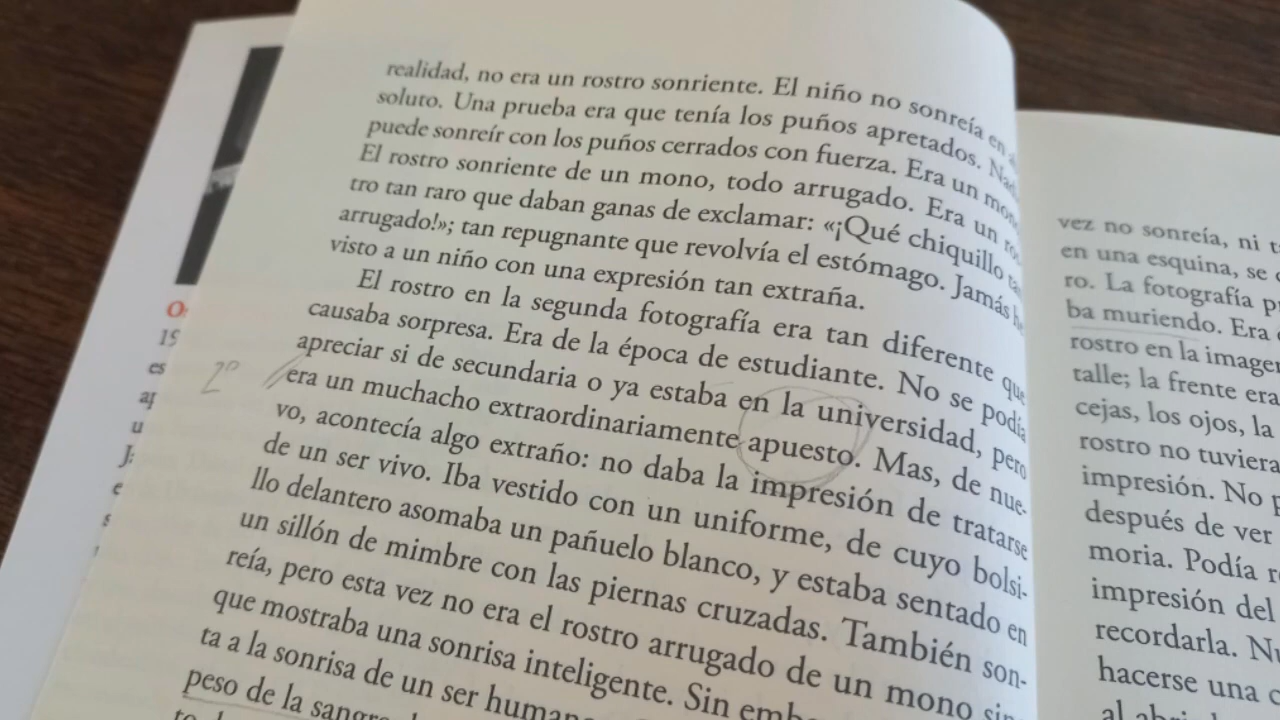 realidad, no era un rostro sonriente. El niño no sonreía en
soluto. Una prueba era que tenía los puños apretados.
puede sonreír con los puños cerrados con fuerza. Era un
El rostro sonriente de un mono, todo arrugado. Era un
tro tan raro que daban ganas de exclamar: «¡Qué chiquillo
arrugado!»; tan repugnante que revolvía el estómago. Jamás
visto a un niño con una expresión tan extraña.
El rostro en la segunda fotografía era tan diferente que
causaba sorpresa. Era de la época de estudiante. No se podía
apreciar si de secundaria o ya estaba en la universidad, pero
era un muchacho extraordinariamente apuesto. Mas, de nue-
vo, acontecía algo extraño: no daba la impresión de tratarse
de un ser vivo. Iba vestido con un uniforme, de cuyo bolsi-
llo delantero asomaba un pañuelo blanco, y estaba sentado en
un sillón de mimbre con las piernas cruzadas. También son-
reía, pero esta vez no era el rostro arrugado de un mono sin
que mostraba una sonrisa inteligente. Sin
ta a la sonrisa de un ser
peso de la sangre
2º
vez no sonreía, ni
en una esquina, se
ro. La fotografía
ba muriendo. Era
rostro en la imagen
talle; la frente era
cejas, los ojos, la
rostro no tuviera
impresión. No
después de ver
moria. Podía
impresión del
recordarla.
hacerse una
al